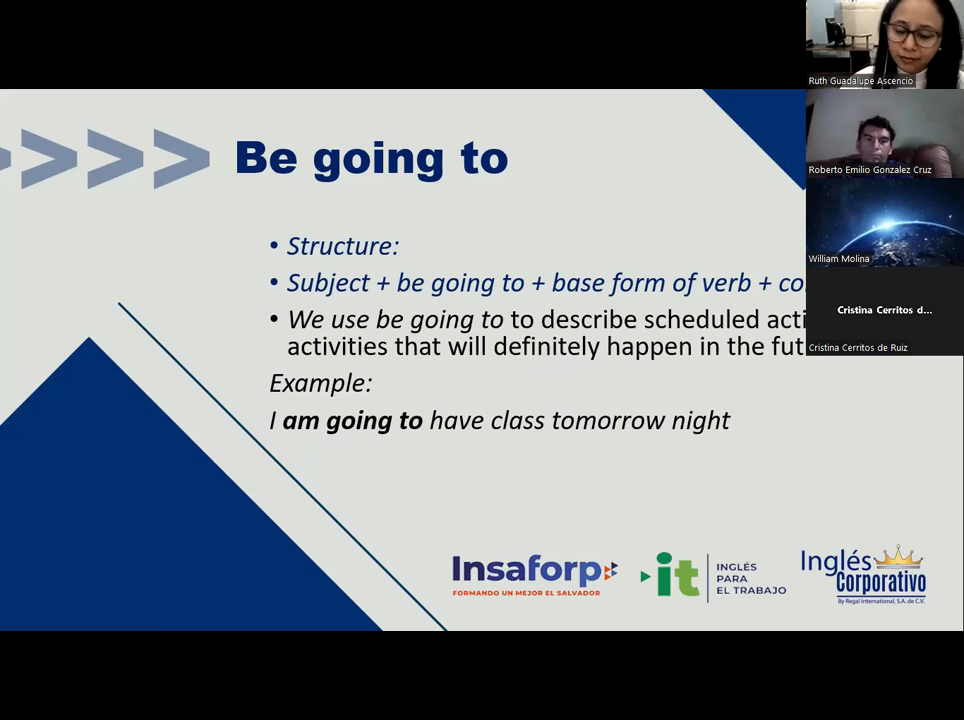 Be going to
• Structure:
• Subject + be going to + base form of verb +
• We use be going to to describe scheduled
activities that will definitely happen in the
Example:
I am going to have class tomorrow night
Insaforp
FORMANDO UN MEJOR EL SALVADOR
it
INGLÉS
PARA
EL TRABAJO
Inglés
Corporativo
By Regal International, S.A. de C.V.
Ruth Guadalupe Ascencio
Roberto Emilio Gonzalez Cruz
William Molina
Cristina Cerritos d...
Cristina Cerritos de Ruiz